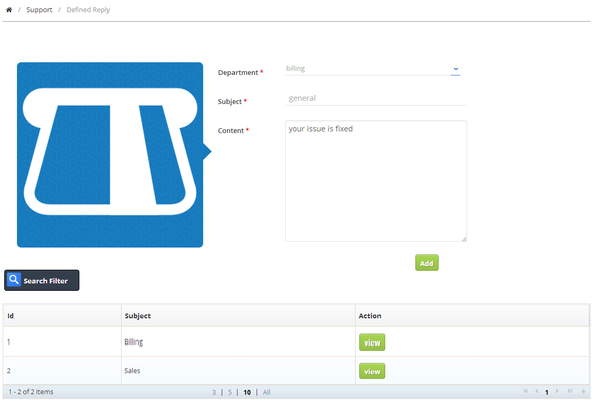 / Support / Defined Reply
Department * billing
Subject * general
Content * your issue is fixed
Add
Search Filter
Id Subject Action
1 Billing view
2 Sales view
1 - 2 of 2 items 3 | 5 | 10 | All 1